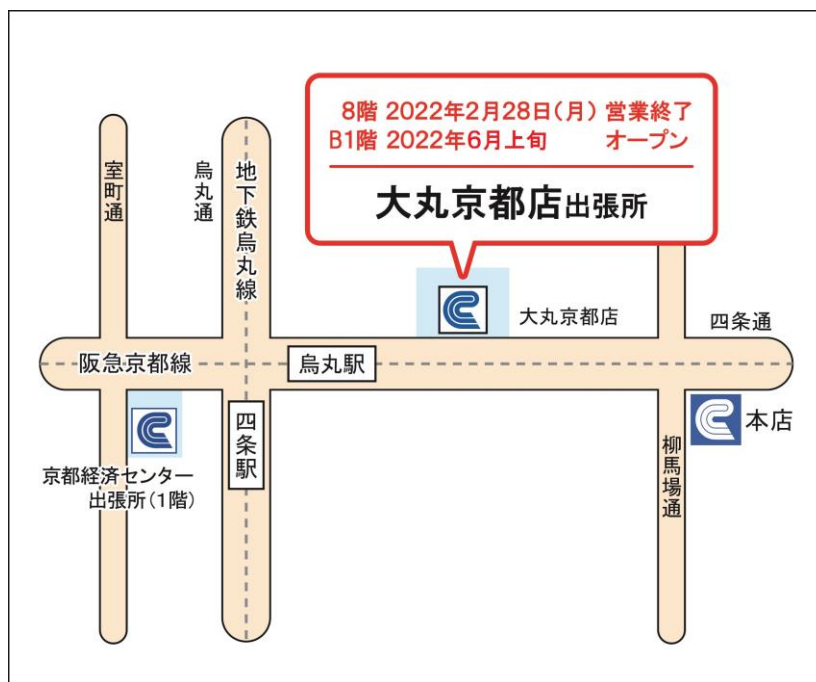 8階 2022年2月28日(月) 営業終了
B1階 2022年6月上旬 オープン
大丸京都店出張所
室町通
烏丸通
地下鉄烏丸線
大丸京都店
四条通
阪急京都線
烏丸駅
四条駅
本店
京都経済センター
出張所(1階)
柳馬場通